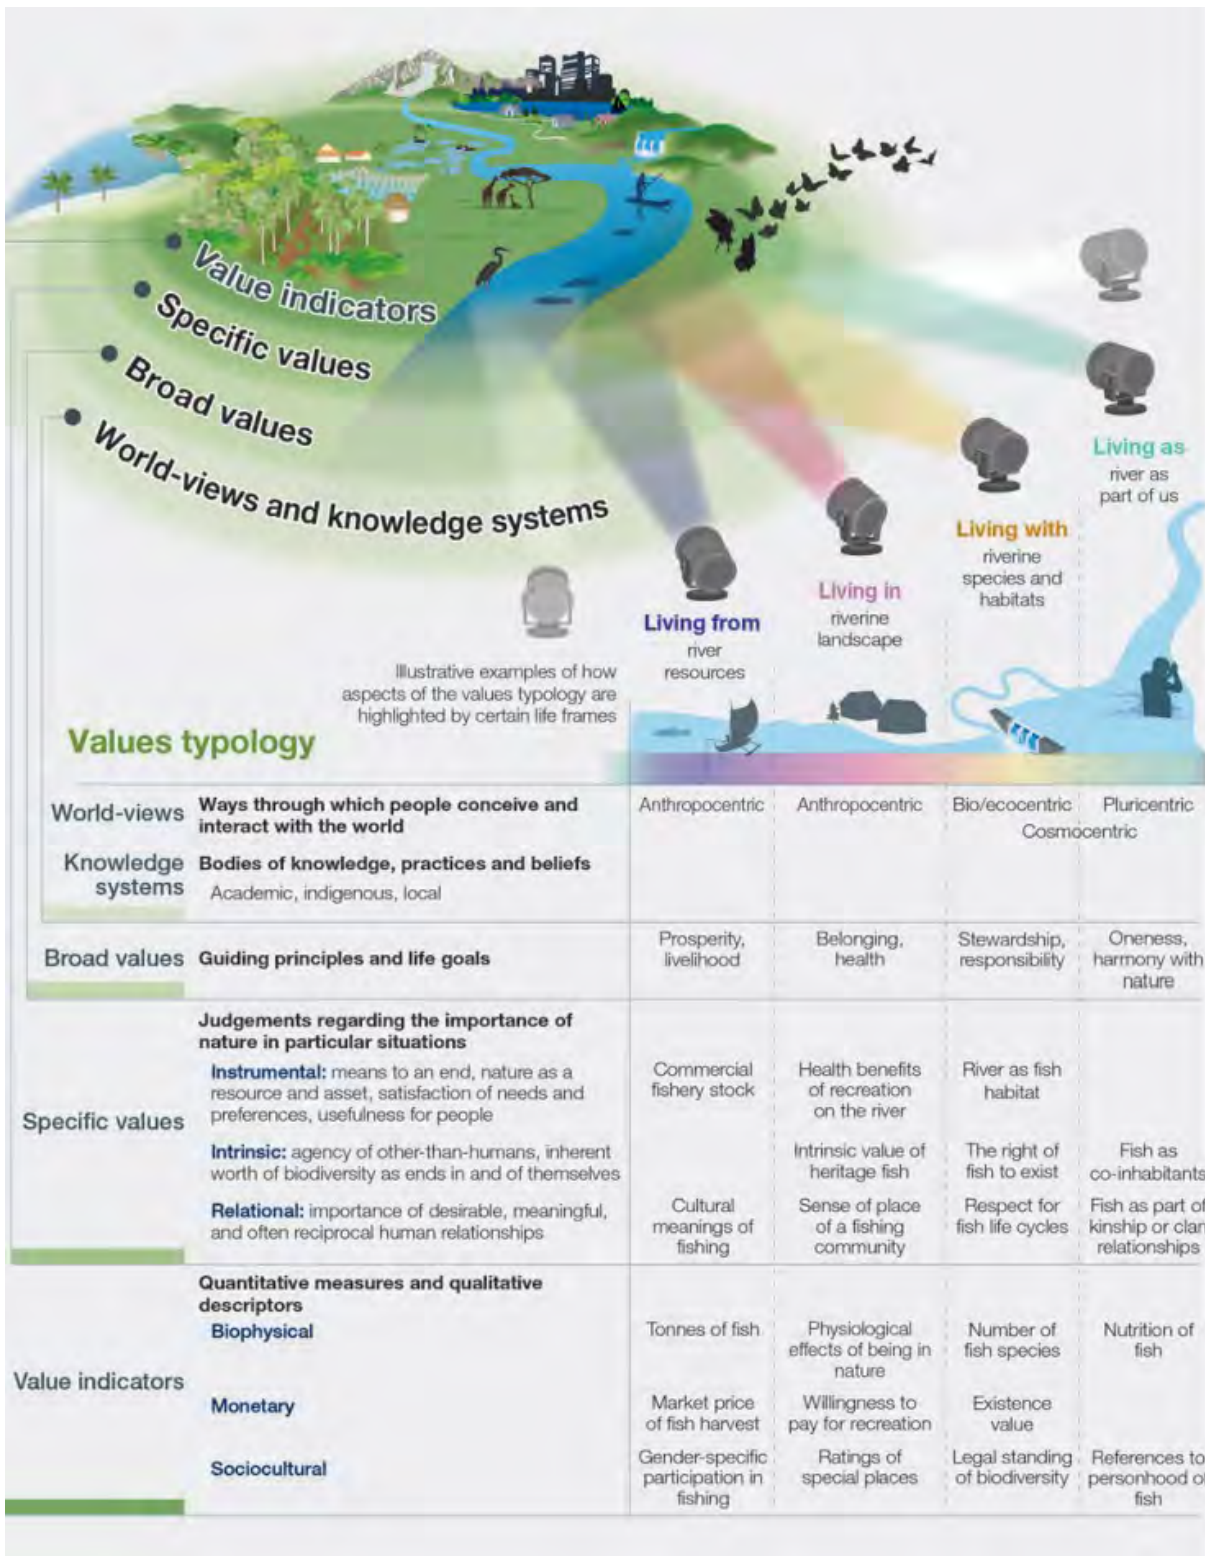 Value indicators
Specific values
Broad values
World-views and knowledge systems
Living as
river as
part of us
Living with
riverine
species and
habitats
Living in
riverine
landscape
Living from
river
resources
Illustrative examples of how
aspects of the values typology are
highlighted by certain life frames
Values typology
World-views
Ways through which people conceive and
interact with the world
Anthropocentric
Anthropocentric
Bio/ecocentric
Pluricentric
Cosmocentric
Knowledge
systems
Bodies of knowledge, practices and beliefs
Academic, indigenous, local
Broad values
Guiding principles and life goals
Prosperity,
livelihood
Belonging,
health
Stewardship,
responsibility
Oneness,
harmony with
nature
Specific values
Judgements regarding the importance of
nature in particular situations
Instrumental: means to an end, nature as a
resource and asset, satisfaction of needs and
preferences, usefulness for people
Commercial
fishery stock
Health benefits
of recreation
on the river
River as fish
habitat
Intrinsic: agency of other-than-humans, inherent
worth of biodiversity as ends in and of themselves
Intrinsic value of
heritage fish
The right of
fish to exist
Fish as
co-inhabitants
Relational: importance of desirable, meaningful,
and often reciprocal human relationships
Cultural
meanings of
fishing
Sense of place
of a fishing
community
Respect for
fish life cycles
Fish as part of
kinship or clan
relationships
Value indicators
Quantitative measures and qualitative
descriptors
Biophysical
Tonnes of fish
Physiological
effects of being in
nature
Number of
fish species
Nutrition of
fish
Monetary
Market price
of fish harvest
Willingness to
pay for recreation
Existence
value
Sociocultural
Gender-specific
participation in
fishing
Ratings of
special places
Legal standing
of biodiversity
References to
personhood of
fish